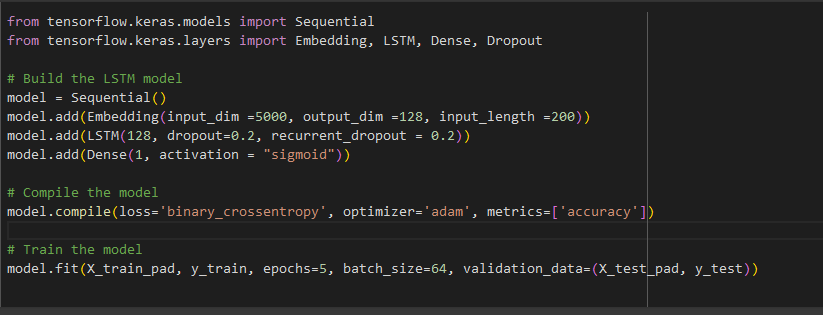 from tensorflow.keras.models import Sequential
from tensorflow.keras.layers import Embedding, LSTM, Dense, Dropout
# Build the LSTM model
model = Sequential()
model.add(Embedding(input_dim =5000, output_dim =128, input_length =200))
model.add(LSTM(128, dropout=0.2, recurrent_dropout = 0.2))
model.add(Dense(1, activation = "sigmoid"))
# Compile the model
model.compile(loss='binary_crossentropy', optimizer='adam', metrics=['accuracy'])
# Train the model
model.fit(X_train_pad, y_train, epochs=5, batch_size=64, validation_data=(X_test_pad, y_test))